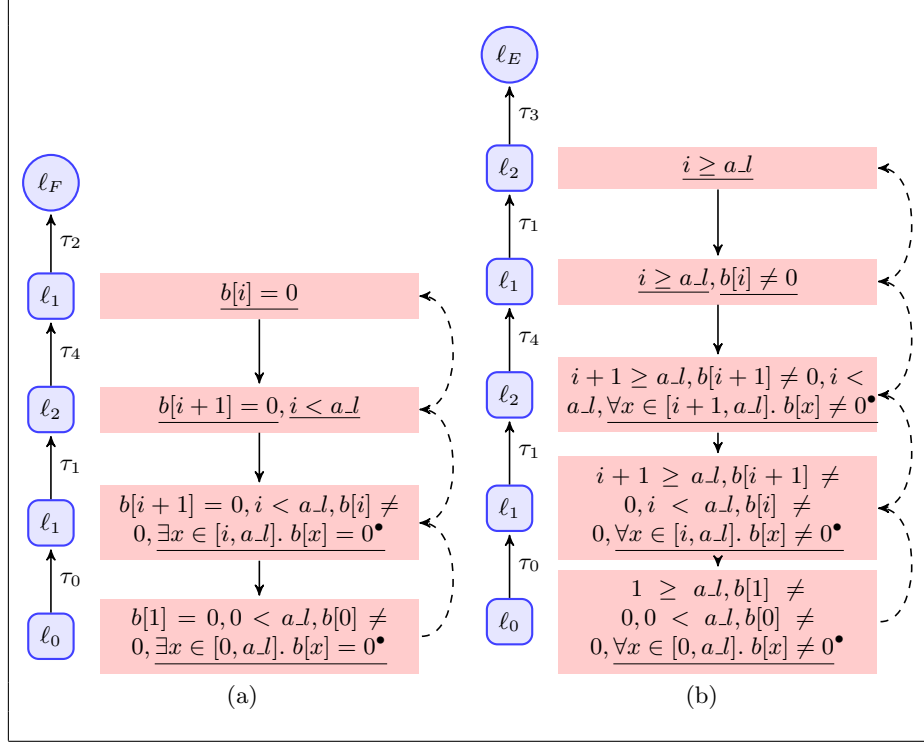 ℓ_F
τ_2
ℓ_1
τ_4
ℓ_2
τ_1
ℓ_1
τ_0
ℓ_0
b[i] = 0
b[i + 1] = 0, i < a_l
b[i + 1] = 0, i < a_l, b[i] ≠
0, ∃x ∈ [i, a_l]. b[x] = 0•
b[1] = 0, 0 < a_l, b[0] ≠
0, ∃x ∈ [0, a_l]. b[x] = 0•
(a)
ℓ_E
τ_3
ℓ_2
τ_1
ℓ_1
τ_4
ℓ_2
τ_1
ℓ_1
τ_0
ℓ_0
i ≥ a_l
i ≥ a_l, b[i] ≠ 0
i + 1 ≥ a_l, b[i + 1] ≠ 0, i <
a_l, ∀x ∈ [i + 1, a_l]. b[x] ≠ 0•
i + 1 ≥ a_l, b[i + 1] ≠
0, i < a_l, b[i] ≠
0, ∀x ∈ [i, a_l]. b[x] ≠ 0•
1 ≥ a_l, b[1] ≠
0, 0 < a_l, b[0] ≠
0, ∀x ∈ [0, a_l]. b[x] ≠ 0•
(b)